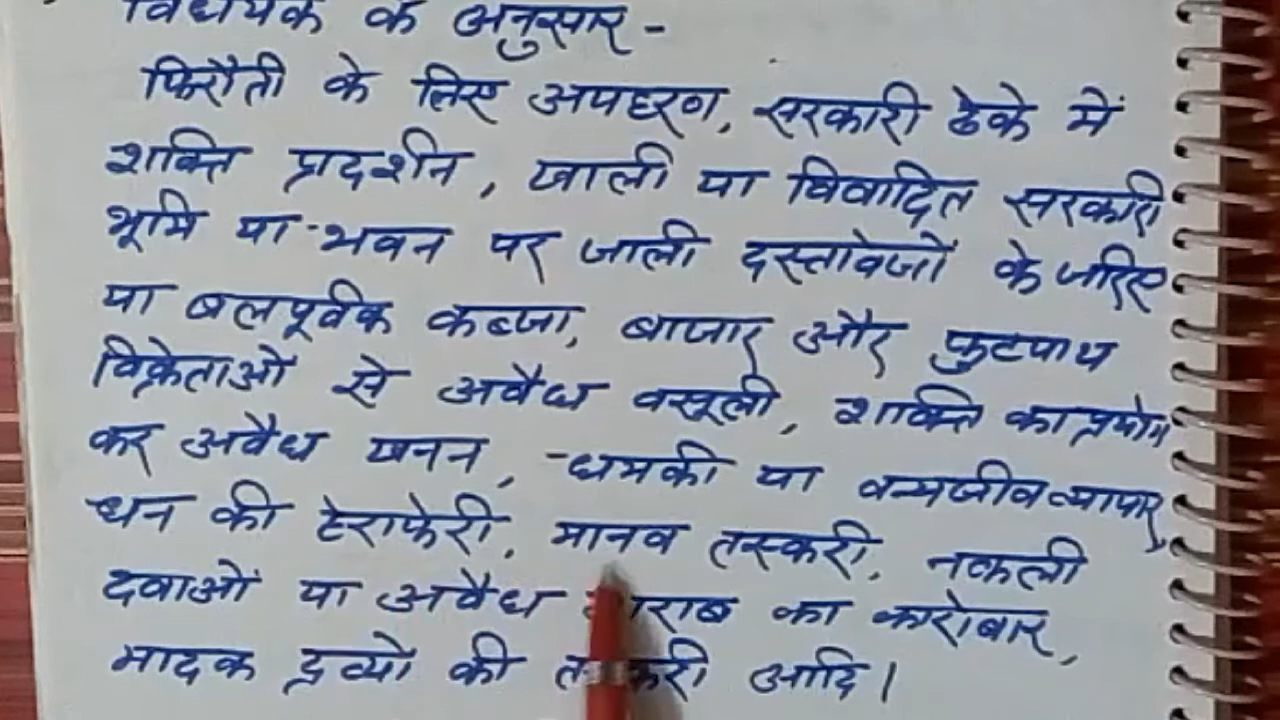 विधेयक के अनुसार -
फिरौती के लिए अपहरण, सरकारी ठेके में
शक्ति प्रदर्शन, खाली या विवादित सरकारी
भूमि या भवन पर जाली दस्तावेजों के जरिए
या बलपूर्वक कब्जा, बाजार और फुटपाथ
विक्रेताओं से अवैध वसूली, शक्ति का प्रयोग
कर अवैध खनन, धमकी या वन्यजीव व्यापार,
धन की हेराफेरी, मानव तस्करी, नकली
दवाओं या अवैध शराब का कारोबार,
मादक द्रव्यों की तस्करी आदि।